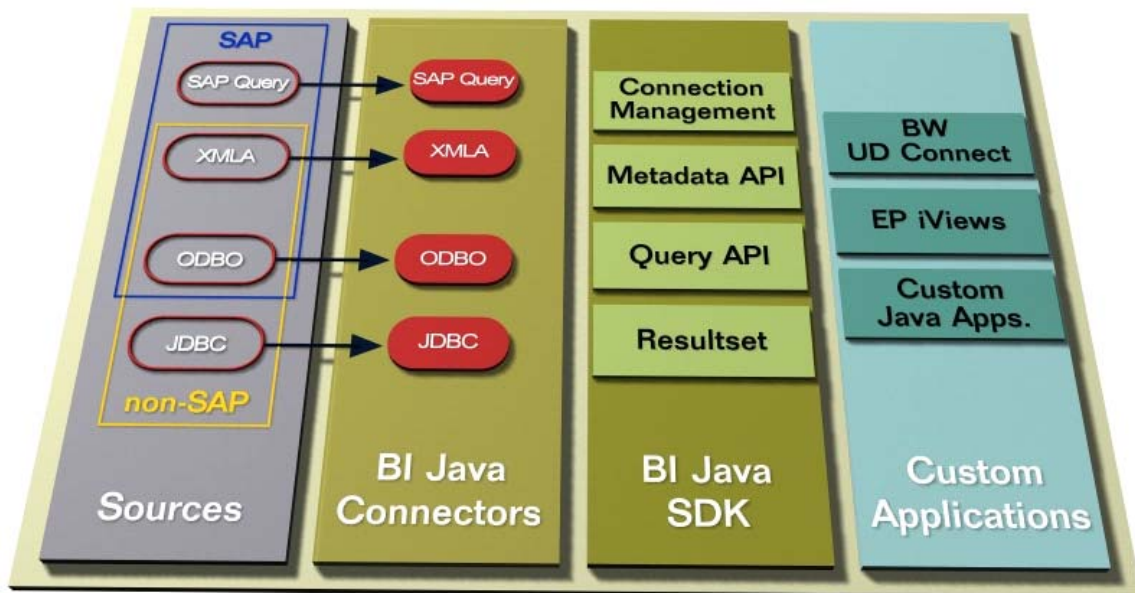 SAP
SAP Query
XMLA
ODBO
JDBC
non-SAP
Sources
SAP Query
XMLA
ODBO
JDBC
BI Java
Connectors
Connection
Management
Metadata API
Query API
Resultset
BI Java
SDK
BW
UD Connect
EP iViews
Custom
Java Apps.
Custom
Applications